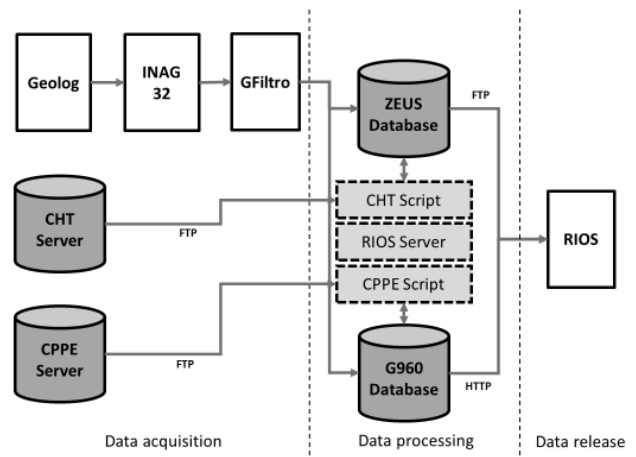 Geolog
INAG
32
GFiltro
ZEUS
Database
FTP
CHT
Server
FTP
CHT Script
RIOS Server
CPPE Script
RIOS
CPPE
Server
FTP
G960
Database
HTTP
Data acquisition
Data processing
Data release